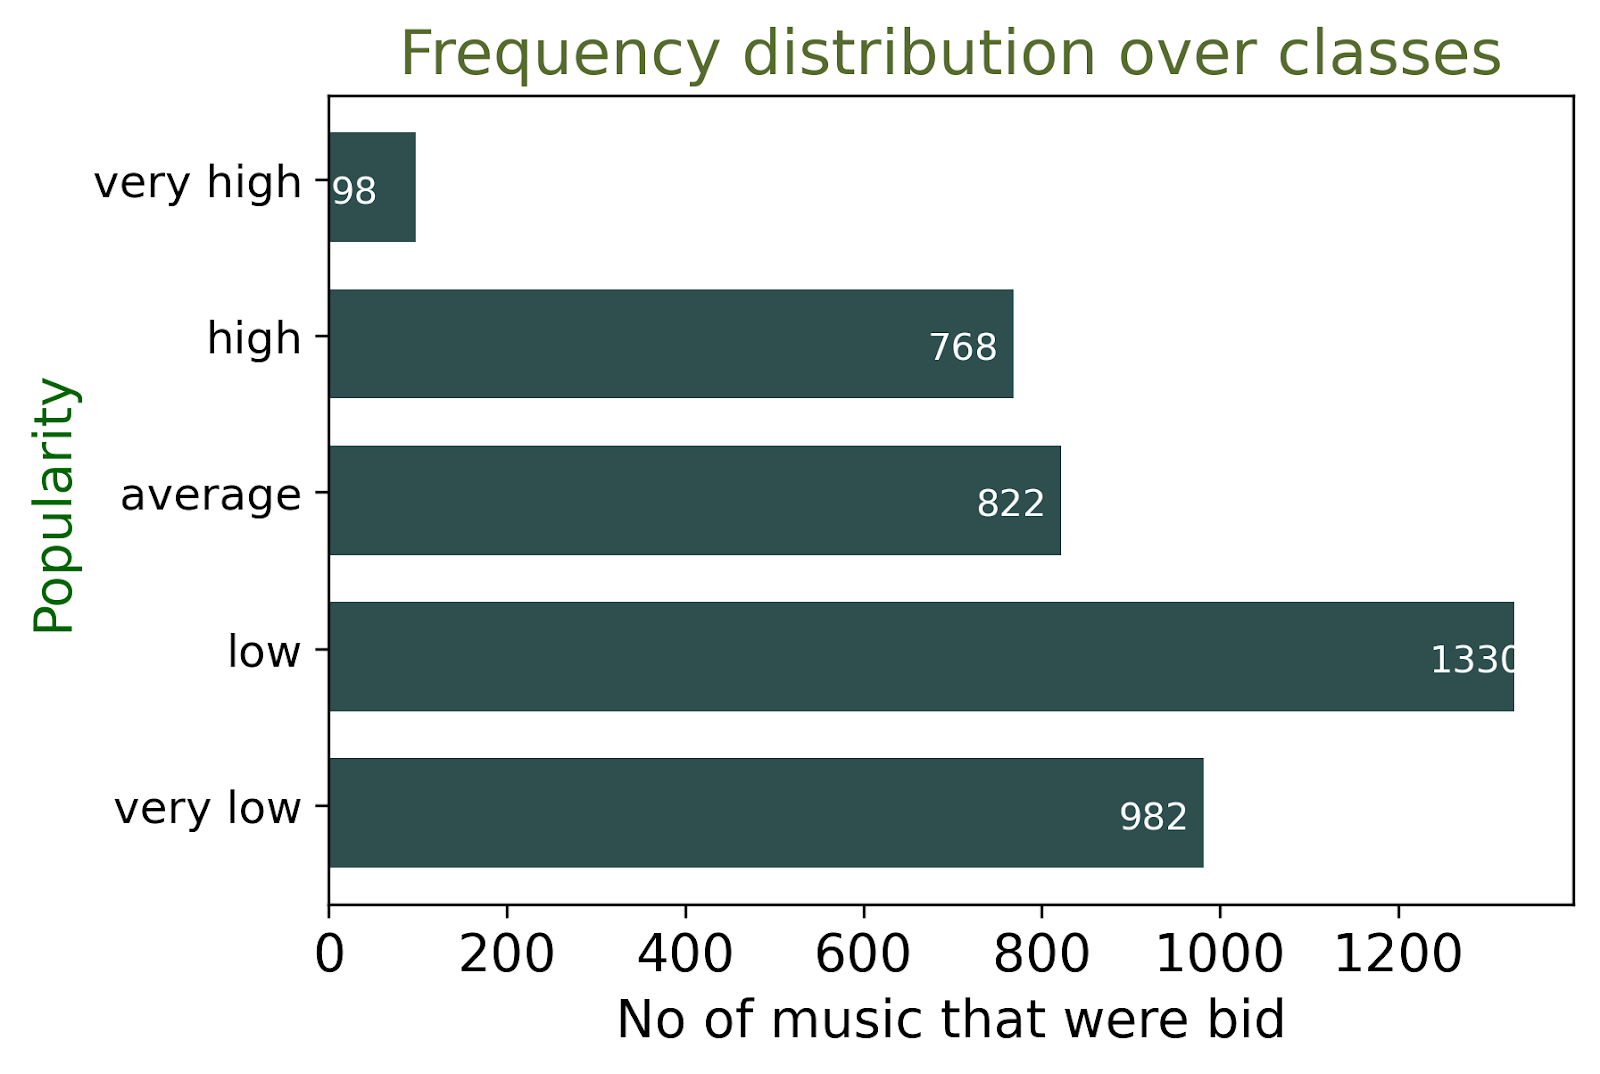 Frequency distribution over classes
very high
98
high
768
average
822
low
1330
very low
982
Popularity
0 200 400 600 800 1000 1200
No of music that were bid